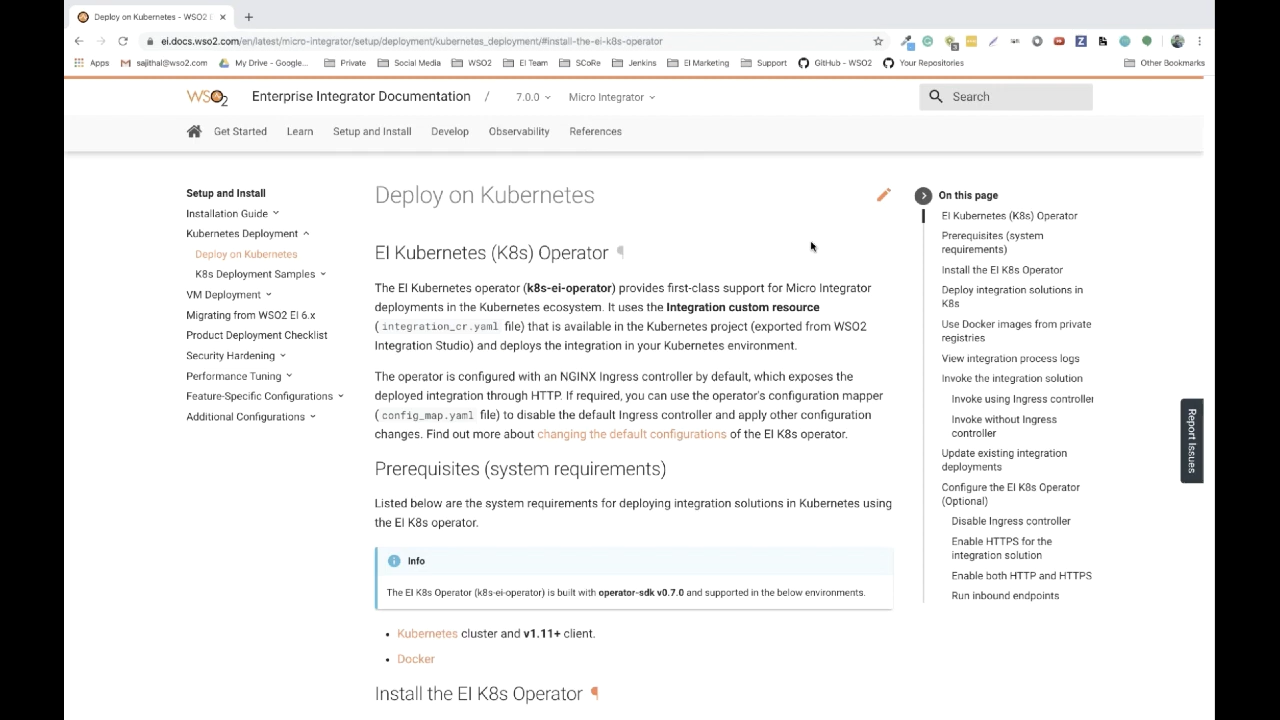 Deploy on Kubernetes - WSO2
ei.docs.wso2.com/en/latest/micro-integrator/setup/deployment/kubernetes_deployment/#install-the-ei-k8s-operator
Apps sajithal@wso2.com My Drive - Google... Private Social Media WSO2 EI Team SCoRe Jenkins EI Marketing Support GitHub - WSO2 Your Repositories Other Bookmarks
WSO2 Enterprise Integrator Documentation / 7.0.0 Micro Integrator Search
Get Started Learn Setup and Install Develop Observability References
Setup and Install
Installation Guide
Kubernetes Deployment
Deploy on Kubernetes
K8s Deployment Samples
VM Deployment
Migrating from WSO2 EI 6.x
Product Deployment Checklist
Security Hardening
Performance Tuning
Feature-Specific Configurations
Additional Configurations
Deploy on Kubernetes
EI Kubernetes (K8s) Operator ¶
The EI Kubernetes operator (k8s-ei-operator) provides first-class support for Micro Integrator
deployments in the Kubernetes ecosystem. It uses the Integration custom resource
(integration_cr.yaml file) that is available in the Kubernetes project (exported from WSO2
Integration Studio) and deploys the integration in your Kubernetes environment.
The operator is configured with an NGINX Ingress controller by default, which exposes the
deployed integration through HTTP. If required, you can use the operator's configuration mapper
(config_map.yaml file) to disable the default Ingress controller and apply other configuration
changes. Find out more about changing the default configurations of the EI K8s operator.
Prerequisites (system requirements)
Listed below are the system requirements for deploying integration solutions in Kubernetes using
the EI K8s operator.
Info
The EI K8s Operator (k8s-ei-operator) is built with operator-sdk v0.7.0 and supported in the below environments.
• Kubernetes cluster and v1.11+ client.
• Docker
Install the EI K8s Operator ¶
On this page
EI Kubernetes (K8s) Operator
Prerequisites (system
requirements)
Install the EI K8s Operator
Deploy integration solutions in
K8s
Use Docker images from private
registries
View integration process logs
Invoke the integration solution
Invoke using Ingress controller
Invoke without Ingress
controller
Update existing integration
deployments
Configure the EI K8s Operator
(Optional)
Disable Ingress controller
Enable HTTPS for the
integration solution
Enable both HTTP and HTTPS
Run inbound endpoints
Report Issues